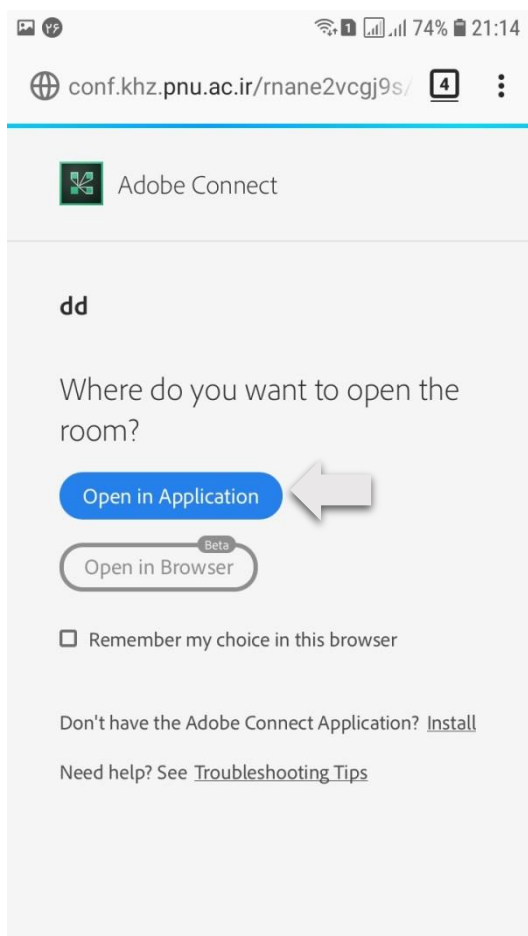 ۲۶ 1 74% 21:14
conf.khz.pnu.ac.ir/rnane2vcgj9s/ 4
Adobe Connect
dd
Where do you want to open the
room?
Open in Application
Beta
Open in Browser
Remember my choice in this browser
Don't have the Adobe Connect Application? Install
Need help? See Troubleshooting Tips